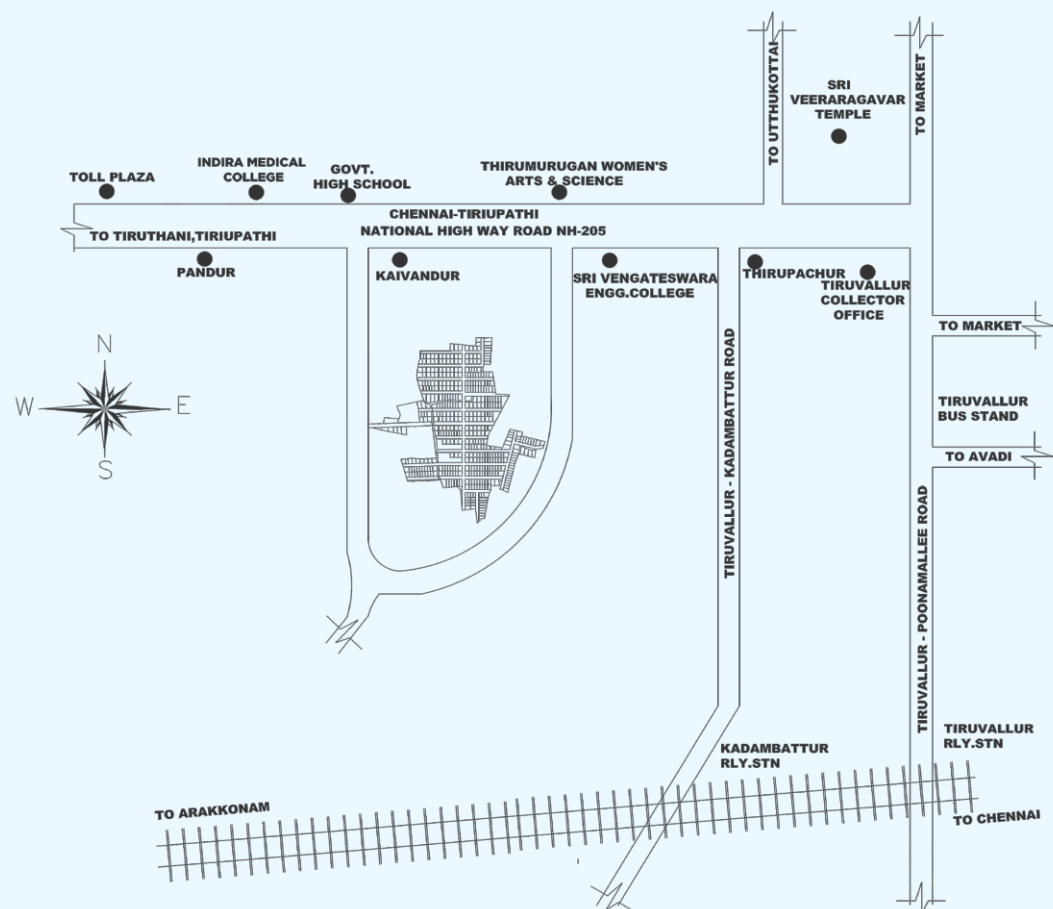 TO UTTHUKOTTAI
TO MARKET
SRI
VEERARAGAVAR
TEMPLE
TOLL PLAZA
INDIRA MEDICAL
COLLEGE
GOVT.
HIGH SCHOOL
THIRUMURUGAN WOMEN'S
ARTS & SCIENCE
CHENNAI-TIRIUPATHI
NATIONAL HIGH WAY ROAD NH-205
TO TIRUTHANI,TIRIUPATHI
PANDUR
KAIVANDUR
SRI VENGATESWARA
ENGG.COLLEGE
THIRUPACHUR
TIRUVALLUR
COLLECTOR
OFFICE
TO MARKET
N
W
E
S
TIRUVALLUR
BUS STAND
TO AVADI
TIRUVALLUR - KADAMBATTUR ROAD
TIRUVALLUR - POONAMALLEE ROAD
KADAMBATTUR
RLY.STN
TIRUVALLUR
RLY.STN
TO ARAKKONAM
TO CHENNAI